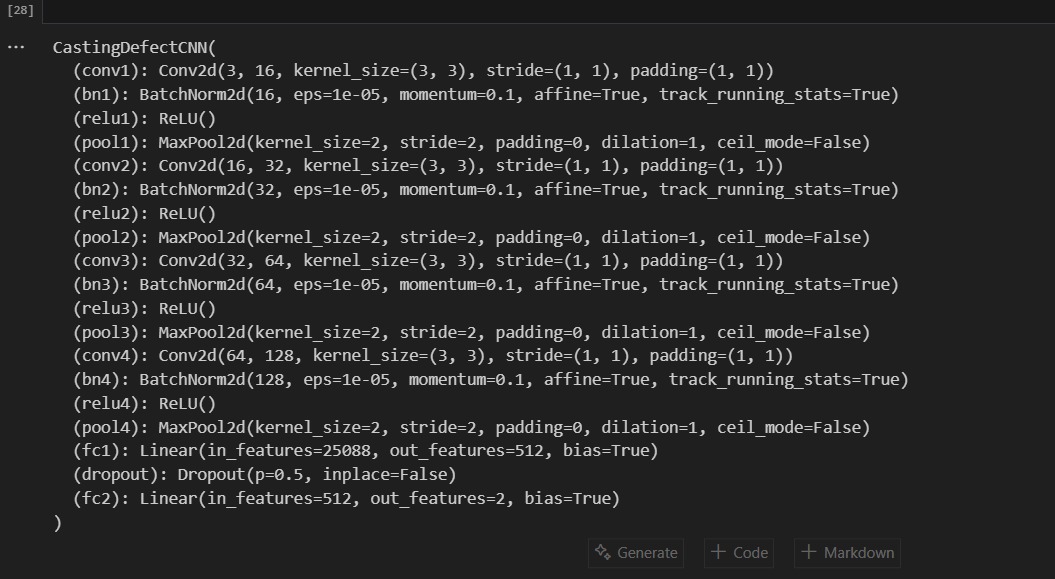 [28]
... CastingDefectCNN(
(conv1): Conv2d(3, 16, kernel_size=(3, 3), stride=(1, 1), padding=(1, 1))
(bn1): BatchNorm2d(16, eps=1e-05, momentum=0.1, affine=True, track_running_stats=True)
(relu1): ReLU()
(pool1): MaxPool2d(kernel_size=2, stride=2, padding=0, dilation=1, ceil_mode=False)
(conv2): Conv2d(16, 32, kernel_size=(3, 3), stride=(1, 1), padding=(1, 1))
(bn2): BatchNorm2d(32, eps=1e-05, momentum=0.1, affine=True, track_running_stats=True)
(relu2): ReLU()
(pool2): MaxPool2d(kernel_size=2, stride=2, padding=0, dilation=1, ceil_mode=False)
(conv3): Conv2d(32, 64, kernel_size=(3, 3), stride=(1, 1), padding=(1, 1))
(bn3): BatchNorm2d(64, eps=1e-05, momentum=0.1, affine=True, track_running_stats=True)
(relu3): ReLU()
(pool3): MaxPool2d(kernel_size=2, stride=2, padding=0, dilation=1, ceil_mode=False)
(conv4): Conv2d(64, 128, kernel_size=(3, 3), stride=(1, 1), padding=(1, 1))
(bn4): BatchNorm2d(128, eps=1e-05, momentum=0.1, affine=True, track_running_stats=True)
(relu4): ReLU()
(pool4): MaxPool2d(kernel_size=2, stride=2, padding=0, dilation=1, ceil_mode=False)
(fc1): Linear(in_features=25088, out_features=512, bias=True)
(dropout): Dropout(p=0.5, inplace=False)
(fc2): Linear(in_features=512, out_features=2, bias=True)
)
Generate + Code + Markdown